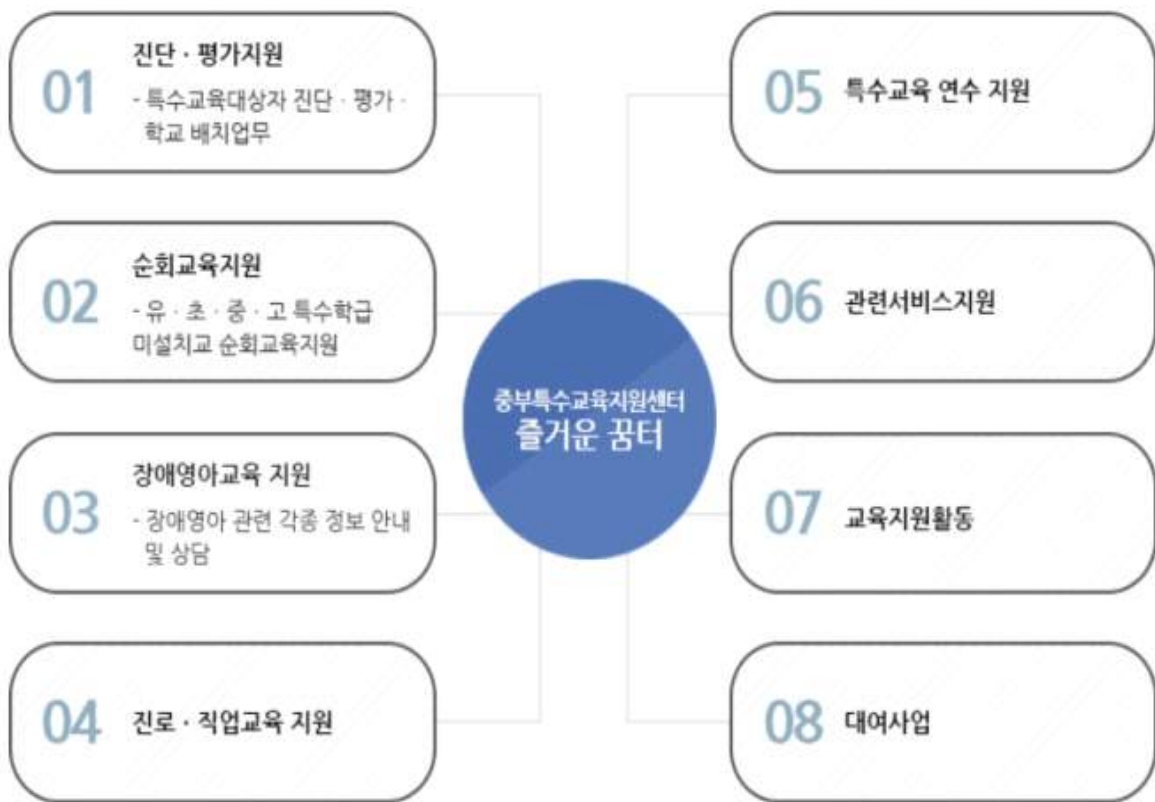 01
진단 · 평가지원
- 특수교육대상자 진단 · 평가 ·
학교 배치업무
02
순회교육지원
- 유 · 초 · 중 · 고 특수학급
미설치교 순회교육지원
03
장애영아교육 지원
- 장애영아 관련 각종 정보 안내
및 상담
04
진로 · 직업교육 지원
중부특수교육지원센터
즐거운 꿈터
05
특수교육 연수 지원
06
관련서비스지원
07
교육지원활동
08
대여사업